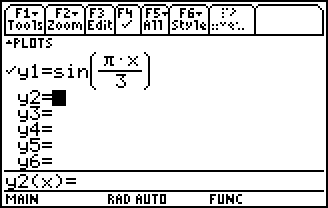 F1 Tools F2 Zoom F3 Edit F4 ✓ F5 All F6 Style
PLOTS
✓y1=sin(π·x/3)
y2=
y3=
y4=
y5=
y6=
y2(x)=
MAIN RAD AUTO FUNC